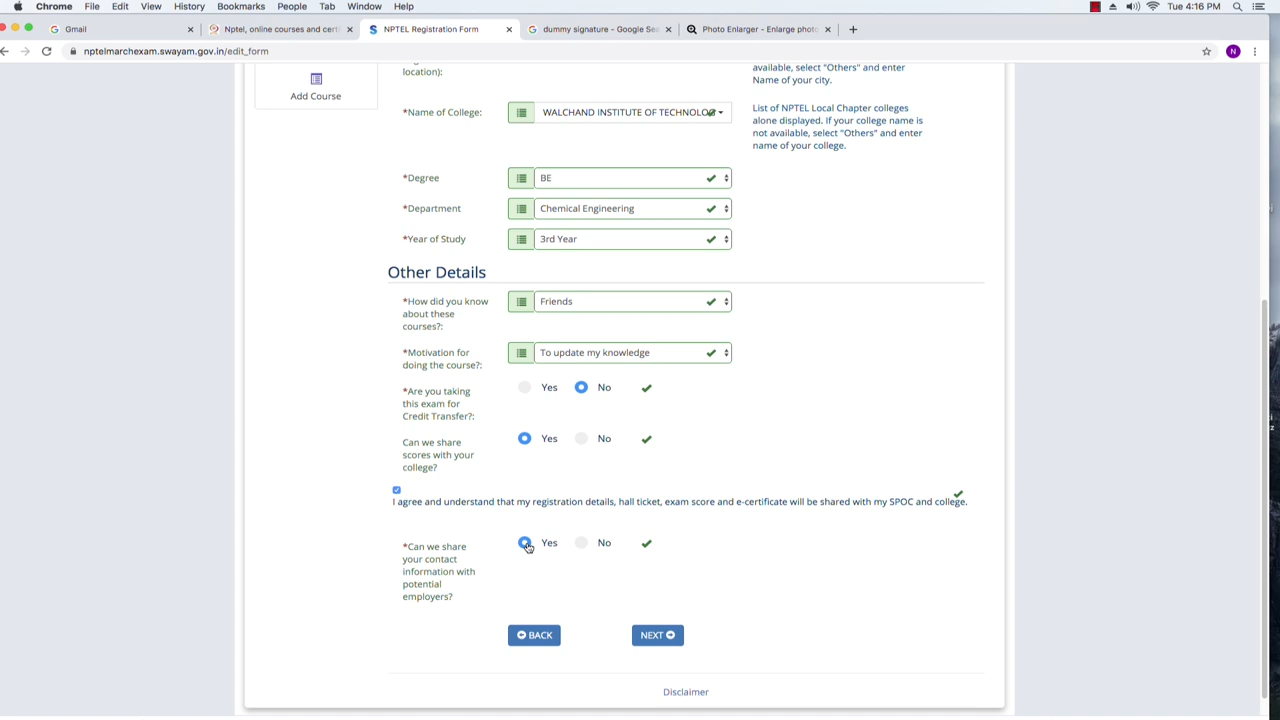 Chrome File Edit View History Bookmarks People Tab Window Help Tue 4:16 PM
Gmail
Nptel, online courses and certi
NPTEL Registration Form
dummy signature - Google Sea
Photo Enlarger - Enlarge photo
nptelmarchexam.swayam.gov.in/edit_form
N
Add Course
location):
available, select "Others" and enter
Name of your city.
*Name of College:
WALCHAND INSTITUTE OF TECHNOLOG
List of NPTEL Local Chapter colleges
alone displayed. If your college name is
not available, select "Others" and enter
name of your college.
*Degree
BE
*Department
Chemical Engineering
*Year of Study
3rd Year
Other Details
*How did you know
about these
courses?:
Friends
*Motivation for
doing the course?:
To update my knowledge
*Are you taking
this exam for
Credit Transfer?:
Yes No
Can we share
scores with your
college?
Yes No
I agree and understand that my registration details, hall ticket, exam score and e-certificate will be shared with my SPOC and college.
*Can we share
your contact
information with
potential
employers?
Yes No
BACK
NEXT
Disclaimer